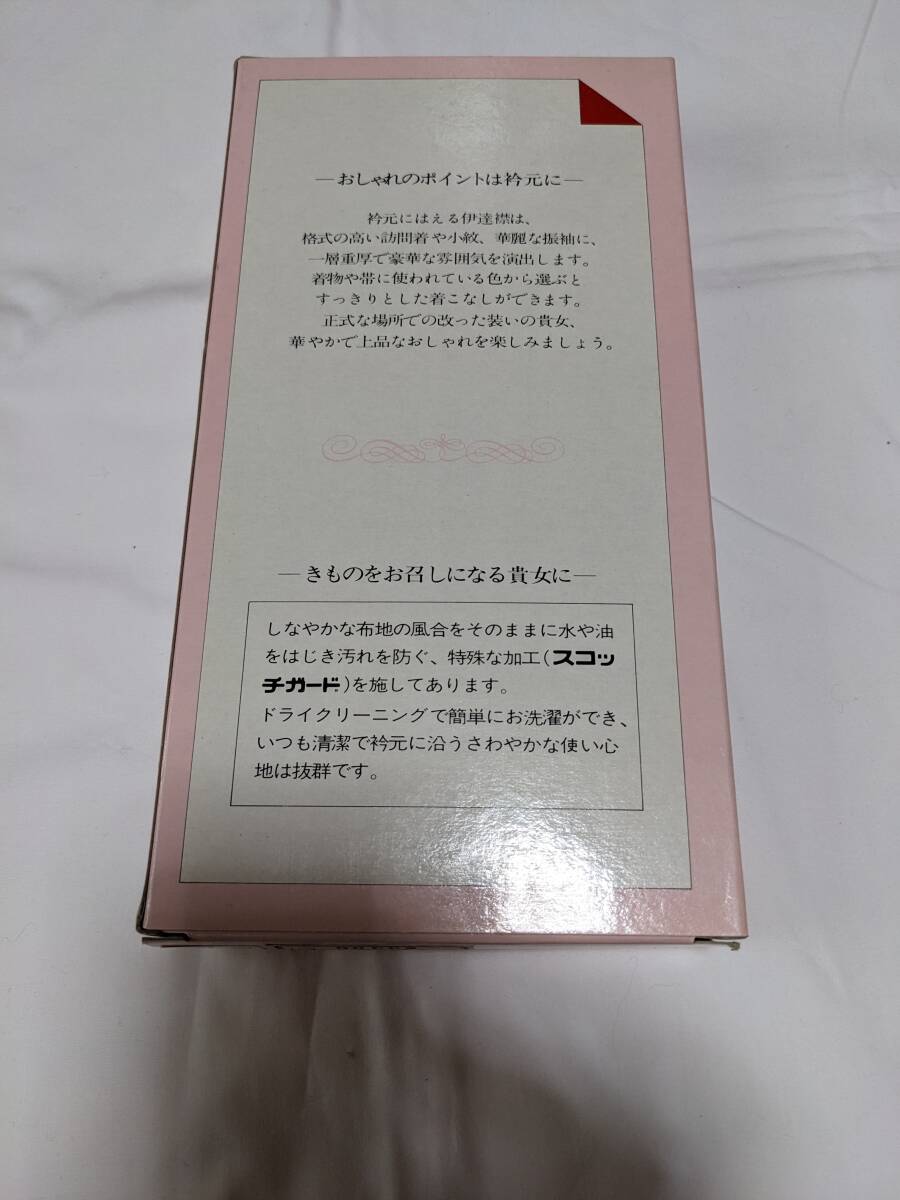 ―おしゃれのポイントは衿元に―
衿元にはえる伊達襟は、
格式の高い訪問着や小紋、華麗な振袖に、
一層重厚で豪華な雰囲気を演出します。
着物や帯に使われている色から選ぶと
すっきりとした着こなしができます。
正式な場所での改った装いの貴女、
華やかで上品なおしゃれを楽しみましょう。
―きものをお召しになる貴女に―
しなやかな布地の風合をそのままに水や油
をはじき汚れを防ぐ、特殊な加工(スコッ
チガード)を施してあります。
ドライクリーニングで簡単にお洗濯ができ、
いつも清潔で衿元に沿うさわやかな使い心
地は抜群です。